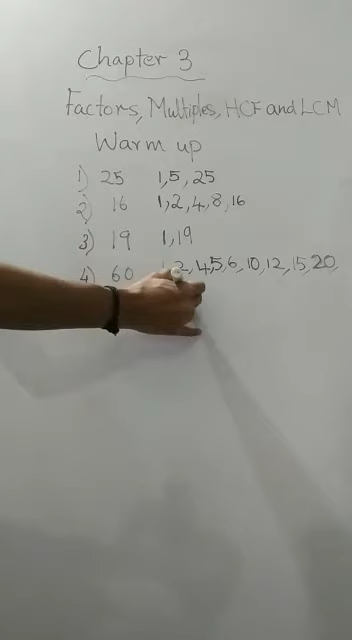 Chapter 3
Factors, Multiples, HCF and LCM
Warm up
1) 25 1, 5, 25
2) 16 1, 2, 4, 8, 16
3) 19 1, 19
4) 60 2, 4, 5, 6, 10, 12, 15, 20,